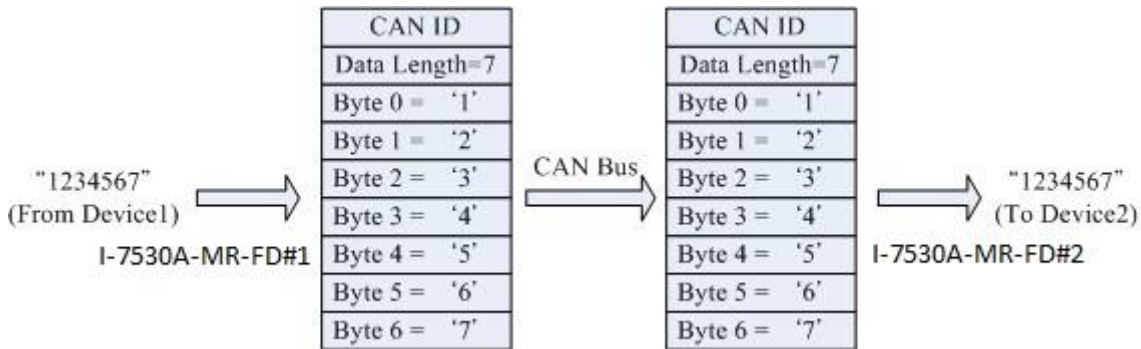 "1234567"
(From Device1)
I-7530A-MR-FD#1
CAN ID
Data Length=7
Byte 0 = ‘1’
Byte 1 = ‘2’
Byte 2 = ‘3’
Byte 3 = ‘4’
Byte 4 = ‘5’
Byte 5 = ‘6’
Byte 6 = ‘7’
CAN Bus
CAN ID
Data Length=7
Byte 0 = ‘1’
Byte 1 = ‘2’
Byte 2 = ‘3’
Byte 3 = ‘4’
Byte 4 = ‘5’
Byte 5 = ‘6’
Byte 6 = ‘7’
"1234567"
(To Device2)
I-7530A-MR-FD#2